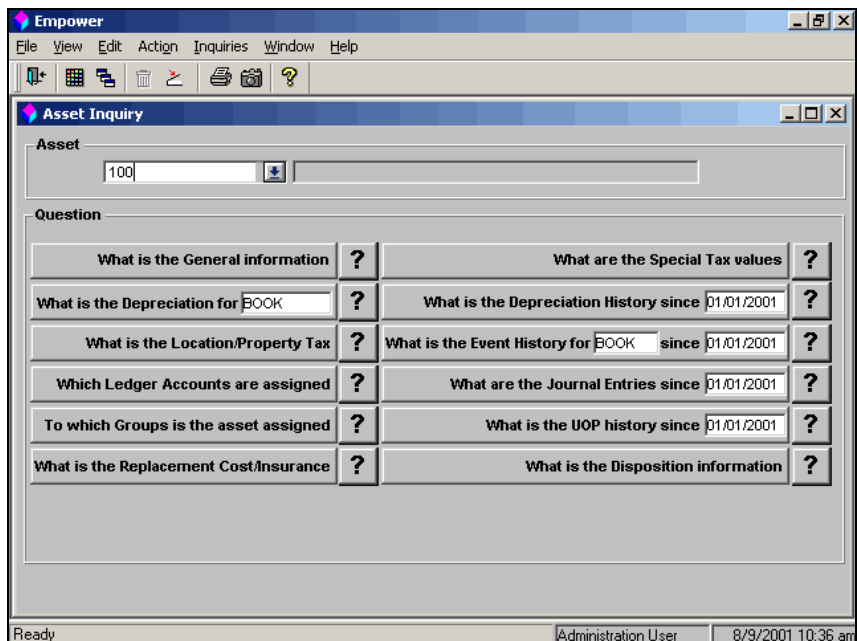 Empower
File View Edit Action Inquiries Window Help
?
Asset Inquiry
Asset
100
Question
What is the General information ? What are the Special Tax values ?
What is the Depreciation for BOOK ? What is the Depreciation History since 01/01/2001 ?
What is the Location/Property Tax ? What is the Event History for BOOK since 01/01/2001 ?
Which Ledger Accounts are assigned ? What are the Journal Entries since 01/01/2001 ?
To which Groups is the asset assigned ? What is the UOP history since 01/01/2001 ?
What is the Replacement Cost/Insurance ? What is the Disposition information ?
Ready Administration User 8/9/2001 10:36 am